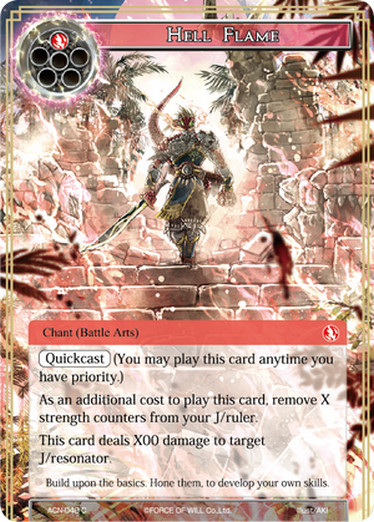 Hell Flame
Chant (Battle Arts)
Quickcast (You may play this card anytime you
have priority.)
As an additional cost to play this card, remove X
strength counters from your J/ruler.
This card deals X00 damage to target
J/resonator.
Build upon the basics. Hone them, to develop your own skills.
ACN-048 C ©FORCE OF WILL Co.,Ltd. Illust/AKI